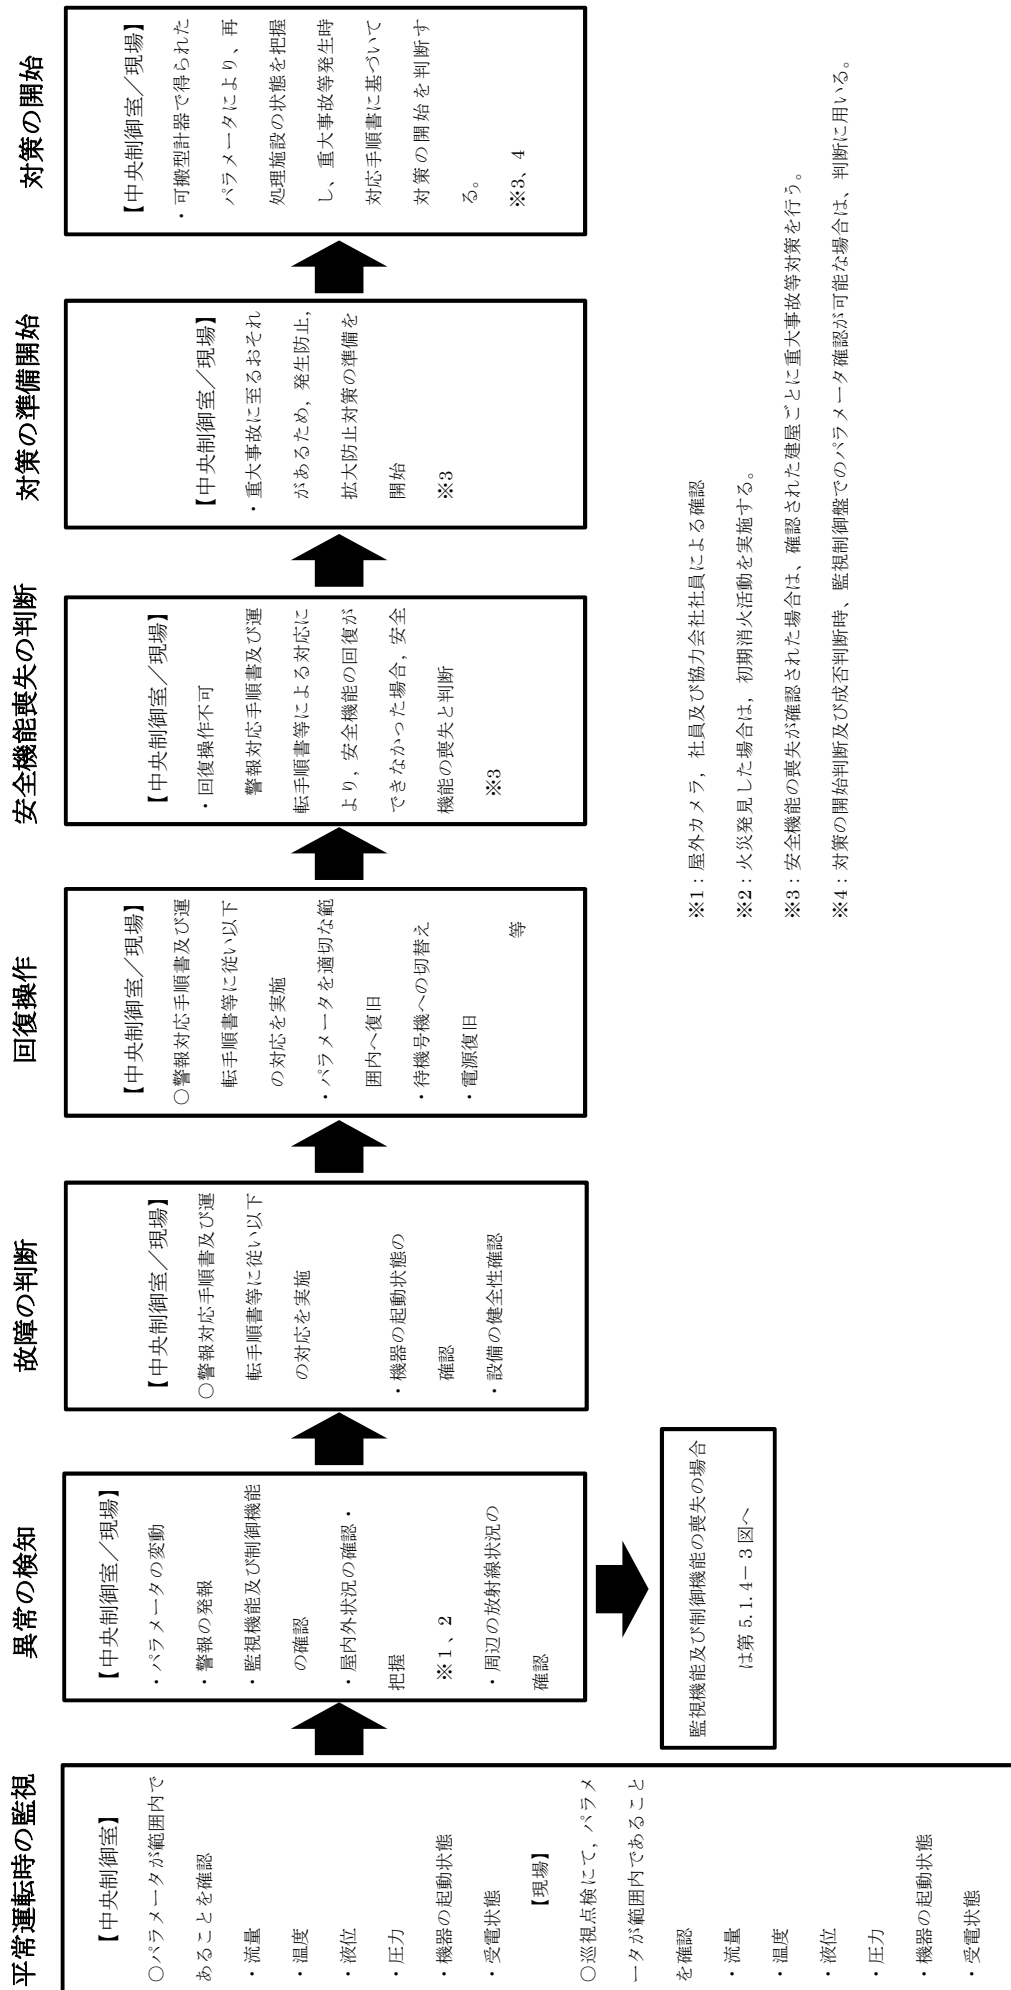 平常運転時の監視
【中央制御室】
○パラメータが範囲内で
あることを確認
・流量
・温度
・液位
・圧力
・機器の起動状態
・受電状態
【現場】
○巡視点検にて，パラメ
ータが範囲内であること
を確認
・流量
・温度
・液位
・圧力
・機器の起動状態
・受電状態
異常の検知
【中央制御室／現場】
・パラメータの変動
・警報の発報
・監視機能及び制御機能
の確認
・屋内外状況の確認・
把握
※1、2
・周辺の放射線状況の
確認
監視機能及び制御機能の喪失の場合
は第 5.1.4－3 図へ
故障の判断
【中央制御室／現場】
○警報対応手順書及び運
転手順書等に従い以下
の対応を実施
・機器の起動状態の
確認
・設備の健全性確認
回復操作
【中央制御室／現場】
○警報対応手順書及び運
転手順書等に従い以下
の対応を実施
・パラメータを適切な範
囲内へ復旧
・待機号機への切替え
・電源復旧
等
安全機能喪失の判断
【中央制御室／現場】
・回復操作不可
警報対応手順書及び運
転手順書等による対応に
より，安全機能の回復が
できなかった場合，安全
機能の喪失と判断
※3
対策の準備開始
【中央制御室／現場】
・重大事故に至るおそれ
があるため，発生防止，
拡大防止対策の準備を
開始
※3
対策の開始
【中央制御室／現場】
・可搬型計器で得られた
パラメータにより、再
処理施設の状態を把握
し、重大事故等発生時
対応手順書に基づいて
対策の開始を判断す
る。
※3、4
※1：屋外カメラ，社員及び協力会社社員による確認
※2：火災発見した場合は，初期消火活動を実施する。
※3：安全機能の喪失が確認された場合は、確認された建屋ごとに重大事故等対策を行う。
※4：対策の開始判断及び成否判断時、監視制御盤でのパラメータ確認が可能な場合は、判断に用いる。